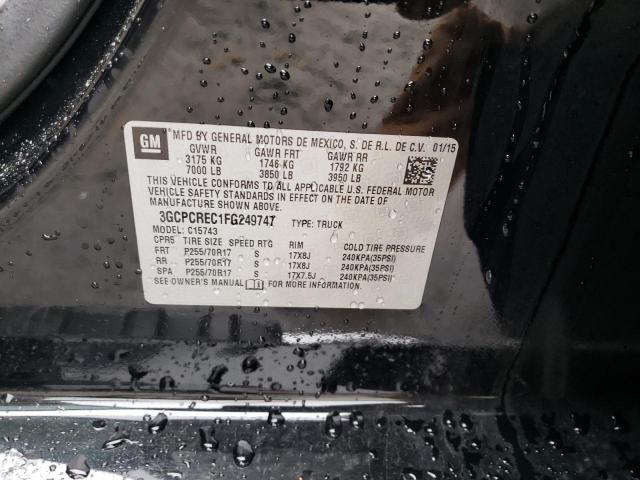 GM ® MFD BY GENERAL MOTORS DE MEXICO, S. DE R.L. DE C.V. 01/15
GVWR GAWR FRT GAWR RR
3175 KG 1746 KG 1792 KG
7000 LB 3850 LB 3950 LB
THIS VEHICLE CONFORMS TO ALL APPLICABLE U.S. FEDERAL MOTOR
VEHICLE SAFETY STANDARDS IN EFFECT ON THE DATE OF
MANUFACTURE SHOWN ABOVE.
3GCPCREC1FG249747 TYPE: TRUCK
MODEL: C15743
CPR5 TIRE SIZE SPEED RTG RIM COLD TIRE PRESSURE
FRT P255/70R17 S 17X8J 240KPA(35PSI)
RR P255/70R17 S 17X8J 240KPA(35PSI)
SPA P255/70R17 S 17X7.5J 240KPA(35PSI)
SEE OWNER'S MANUAL FOR MORE INFORMATION.